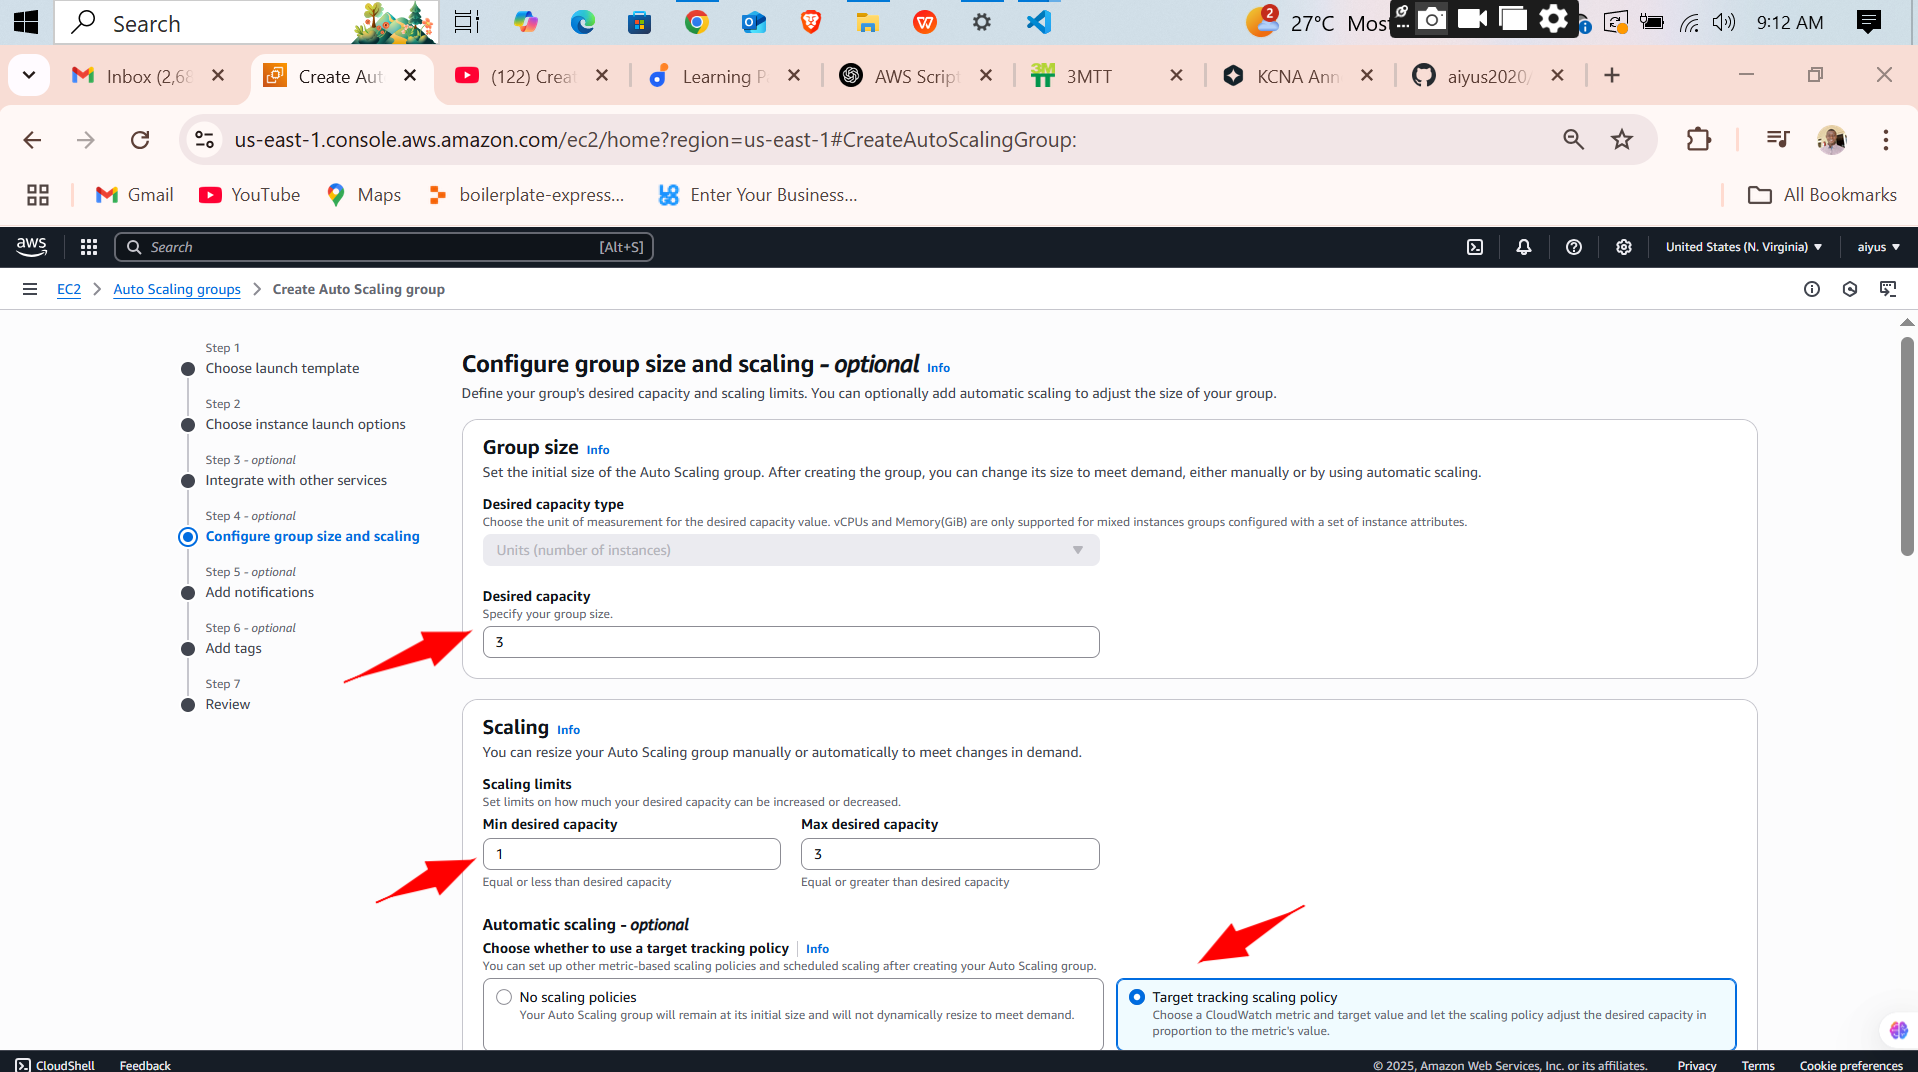 Search
2
27°C Most
9:12 AM
Inbox (2,68
Create Aut
(122) Creat
Learning P
AWS Script
3MTT
KCNA Ann
aiyus2020/
us-east-1.console.aws.amazon.com/ec2/home?region=us-east-1#CreateAutoScalingGroup:
Gmail
YouTube
Maps
boilerplate-express...
Enter Your Business...
All Bookmarks
aws
Search
[Alt+S]
United States (N. Virginia)
aiyus
EC2
Auto Scaling groups
Create Auto Scaling group
Step 1
Choose launch template
Step 2
Choose instance launch options
Step 3 - optional
Integrate with other services
Step 4 - optional
Configure group size and scaling
Step 5 - optional
Add notifications
Step 6 - optional
Add tags
Step 7
Review
Configure group size and scaling - optional Info
Define your group's desired capacity and scaling limits. You can optionally add automatic scaling to adjust the size of your group.
Group size Info
Set the initial size of the Auto Scaling group. After creating the group, you can change its size to meet demand, either manually or by using automatic scaling.
Desired capacity type
Choose the unit of measurement for the desired capacity value. vCPUs and Memory(GiB) are only supported for mixed instances groups configured with a set of instance attributes.
Units (number of instances)
Desired capacity
Specify your group size.
3
Scaling Info
You can resize your Auto Scaling group manually or automatically to meet changes in demand.
Scaling limits
Set limits on how much your desired capacity can be increased or decreased.
Min desired capacity
Max desired capacity
1
3
Equal or less than desired capacity
Equal or greater than desired capacity
Automatic scaling - optional
Choose whether to use a target tracking policy Info
You can set up other metric-based scaling policies and scheduled scaling after creating your Auto Scaling group.
No scaling policies
Your Auto Scaling group will remain at its initial size and will not dynamically resize to meet demand.
Target tracking scaling policy
Choose a CloudWatch metric and target value and let the scaling policy adjust the desired capacity in
proportion to the metric's value.
CloudShell
Feedback
© 2025, Amazon Web Services, Inc. or its affiliates.
Privacy
Terms
Cookie preferences